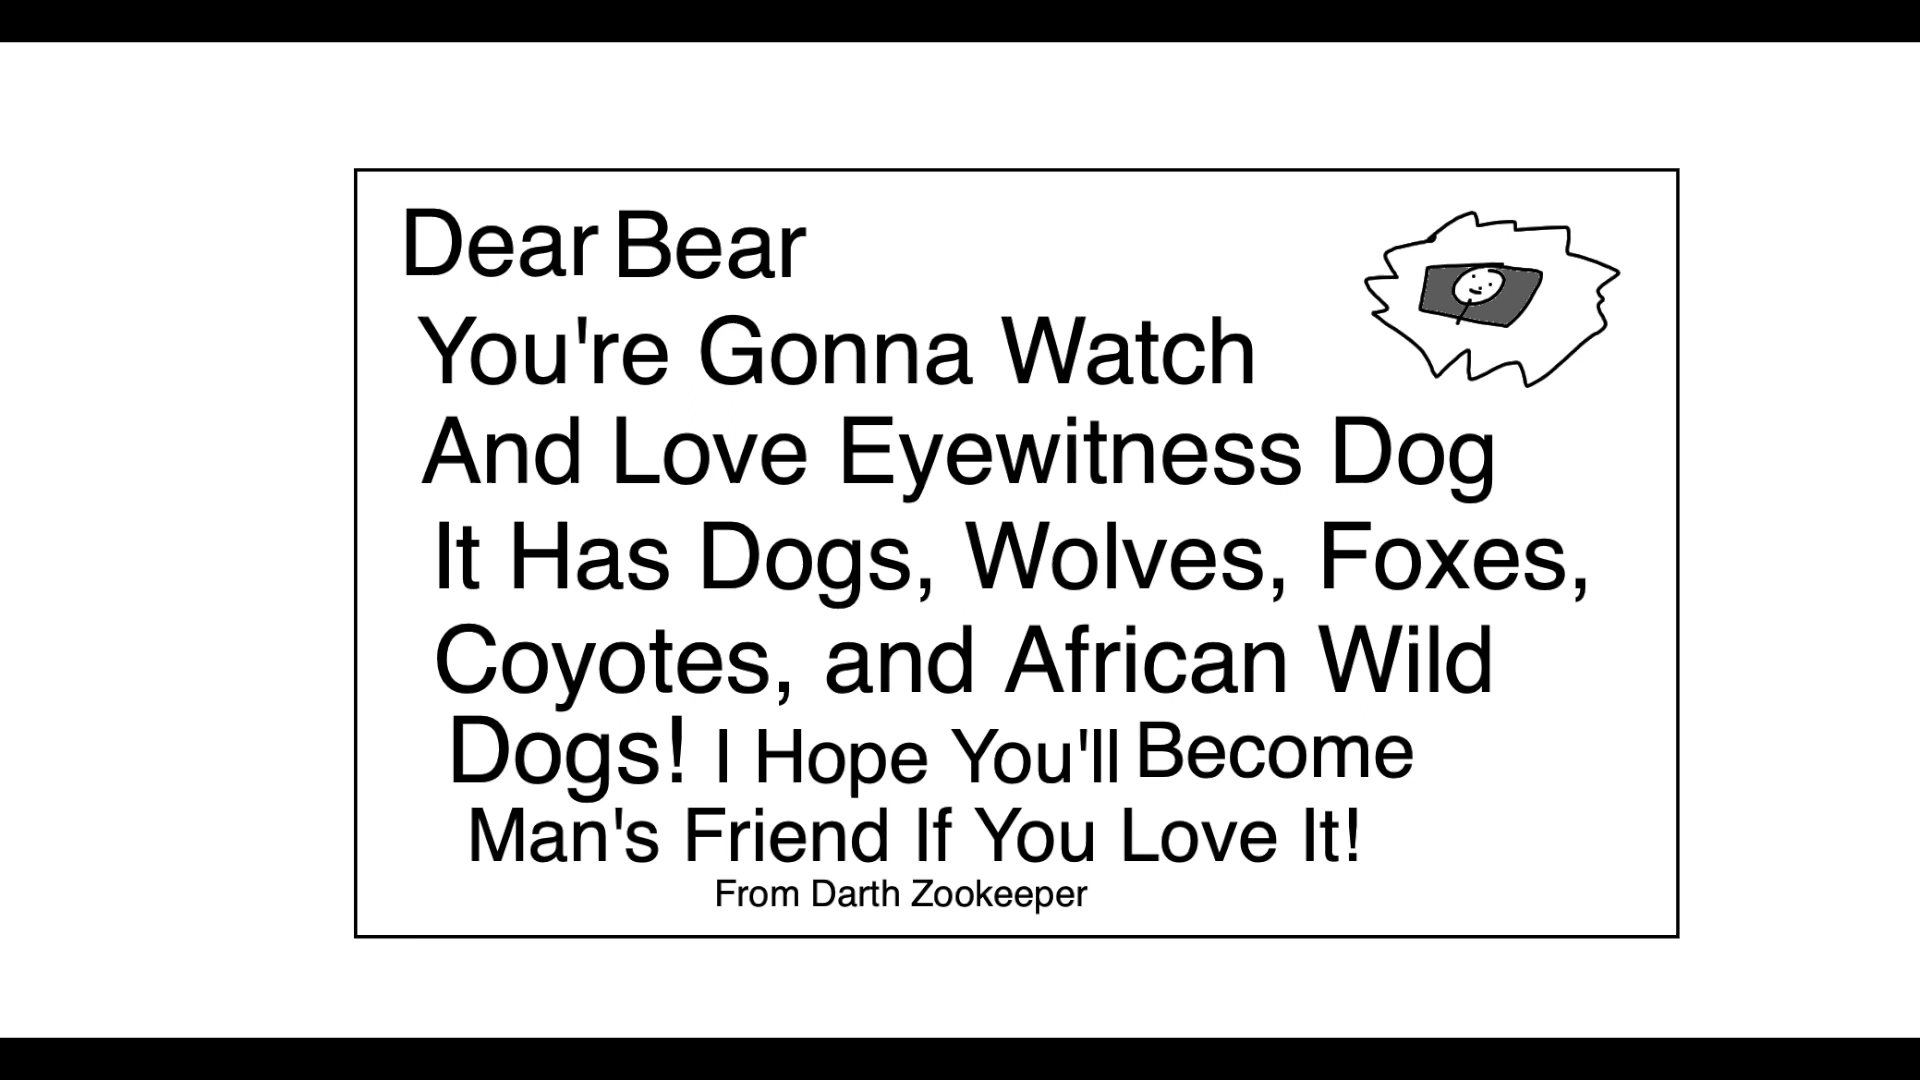 Dear Bear
You're Gonna Watch
And Love Eyewitness Dog
It Has Dogs, Wolves, Foxes,
Coyotes, and African Wild
Dogs! I Hope You'll Become
Man's Friend If You Love It!
From Darth Zookeeper